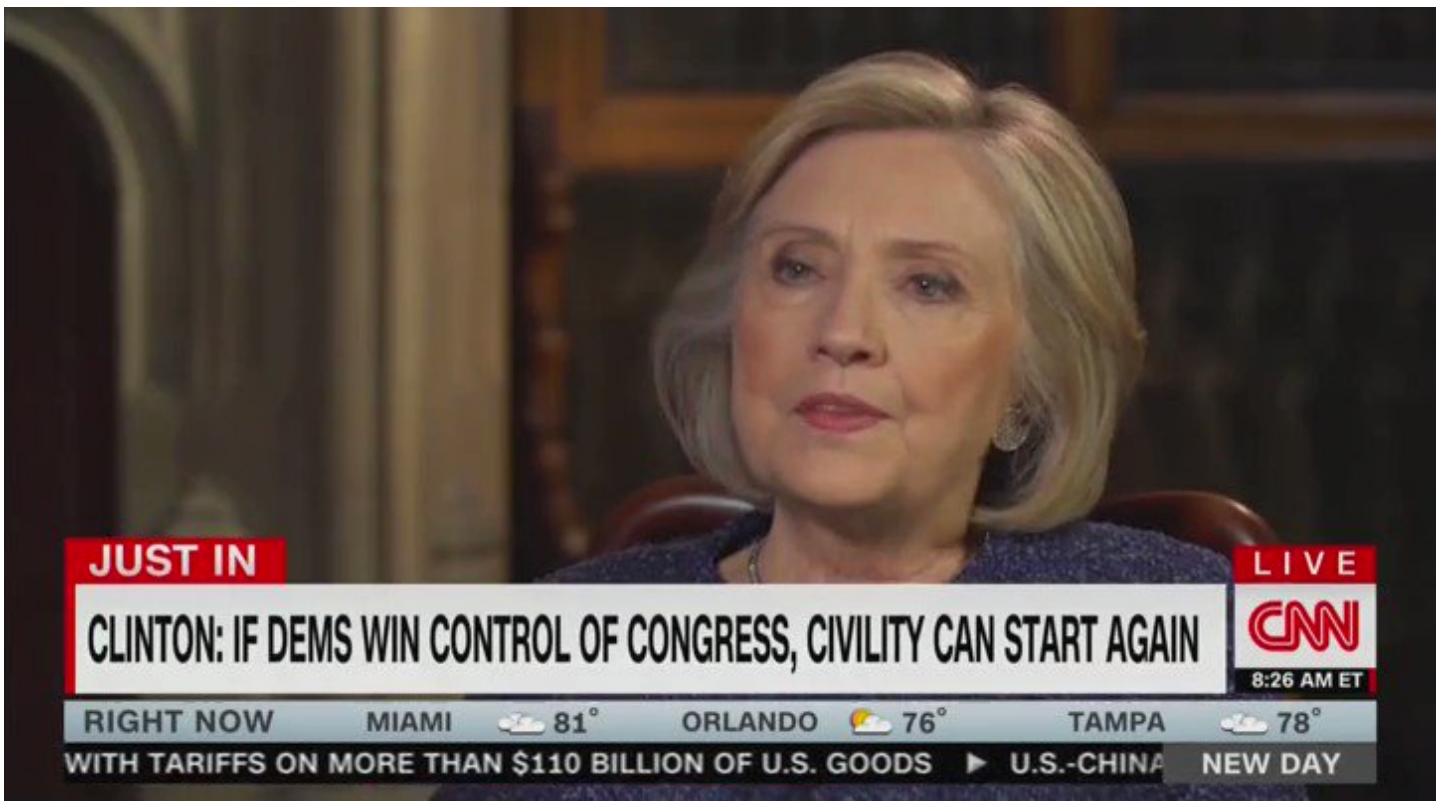 JUST IN
LIVE
CLINTON: IF DEMS WIN CONTROL OF CONGRESS, CIVILITY CAN START AGAIN
CNN
8:26 AM ET
RIGHT NOW MIAMI 81° ORLANDO 76° TAMPA 78°
WITH TARIFFS ON MORE THAN $110 BILLION OF U.S. GOODS ▶ U.S.-CHINA NEW DAY